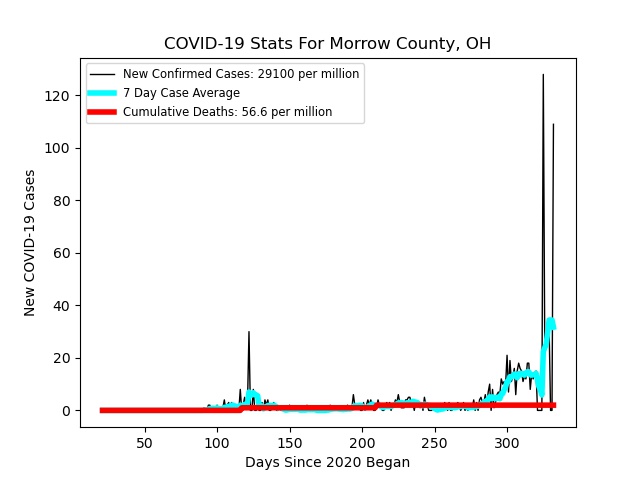 COVID-19 Stats For Morrow County, OH
New Confirmed Cases: 29100 per million
7 Day Case Average
Cumulative Deaths: 56.6 per million
New COVID-19 Cases
120
100
80
60
40
20
0
50 100 150 200 250 300
Days Since 2020 Began